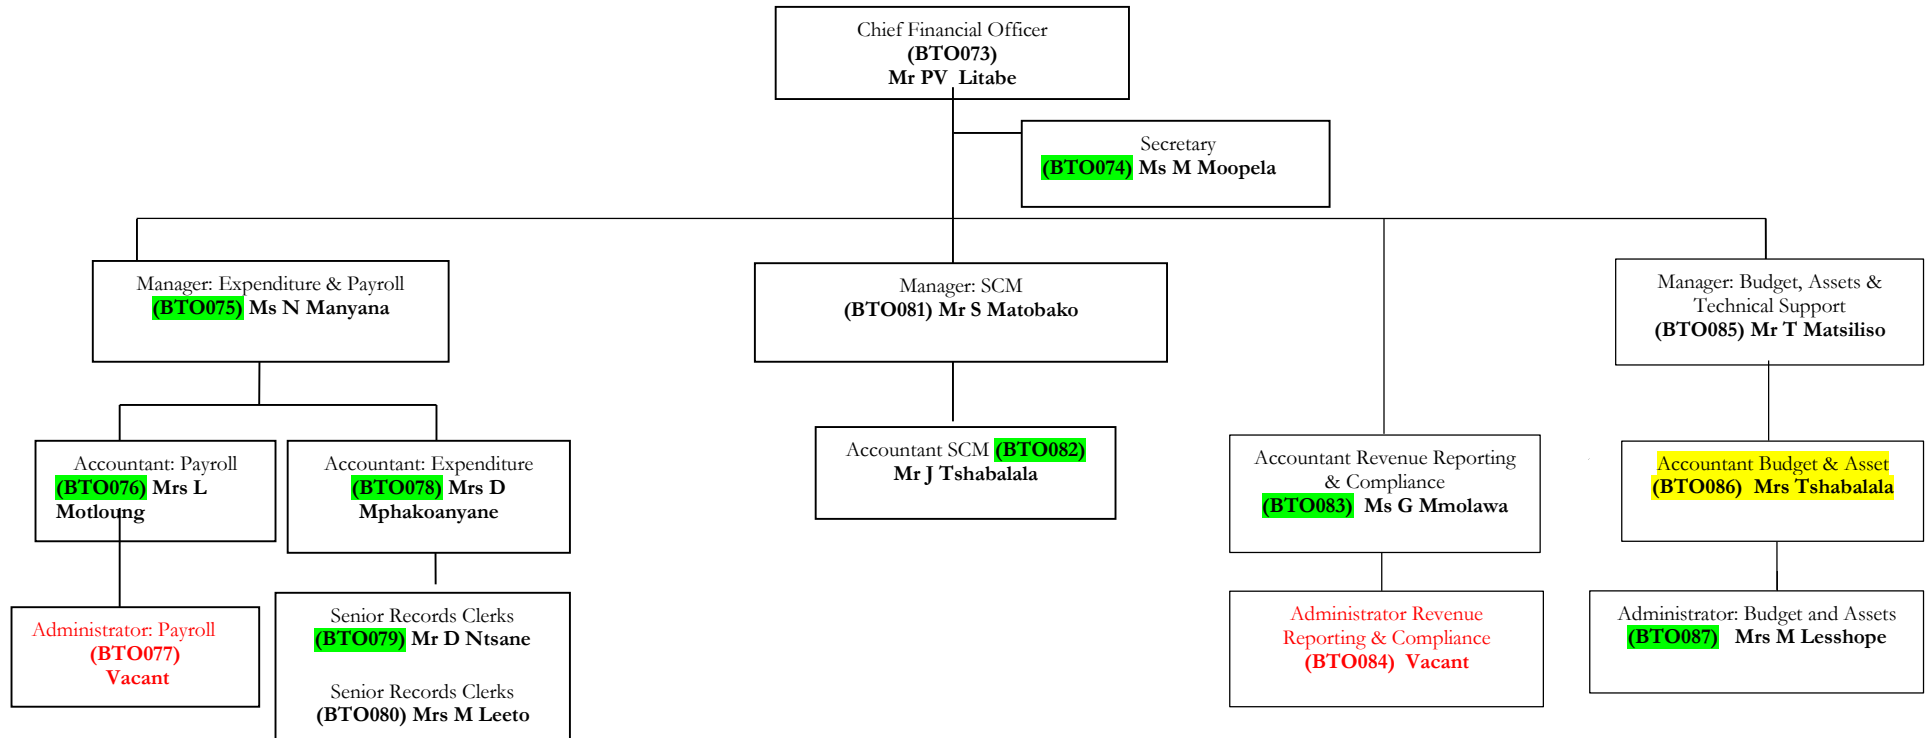 Chief Financial Officer
(BTO073)
Mr PV Litabe
Secretary
(BTO074) Ms M Moopela
Manager: Expenditure & Payroll
(BTO075) Ms N Manyana
Manager: SCM
(BTO081) Mr S Matobako
Manager: Budget, Assets &
Technical Support
(BTO085) Mr T Matsiliso
Accountant: Payroll
(BTO076) Mrs L
Motloung
Accountant: Expenditure
(BTO078) Mrs D
Mphakoanyane
Accountant SCM (BTO082)
Mr J Tshabalala
Accountant Revenue Reporting
& Compliance
(BTO083) Ms G Mmolawa
Accountant Budget & Asset
(BTO086) Mrs Tshabalala
Administrator: Payroll
(BTO077)
Vacant
Senior Records Clerks
(BTO079) Mr D Ntsane
Senior Records Clerks
(BTO080) Mrs M Leeto
Administrator Revenue
Reporting & Compliance
(BTO084) Vacant
Administrator: Budget and Assets
(BTO087) Mrs M Lesshope